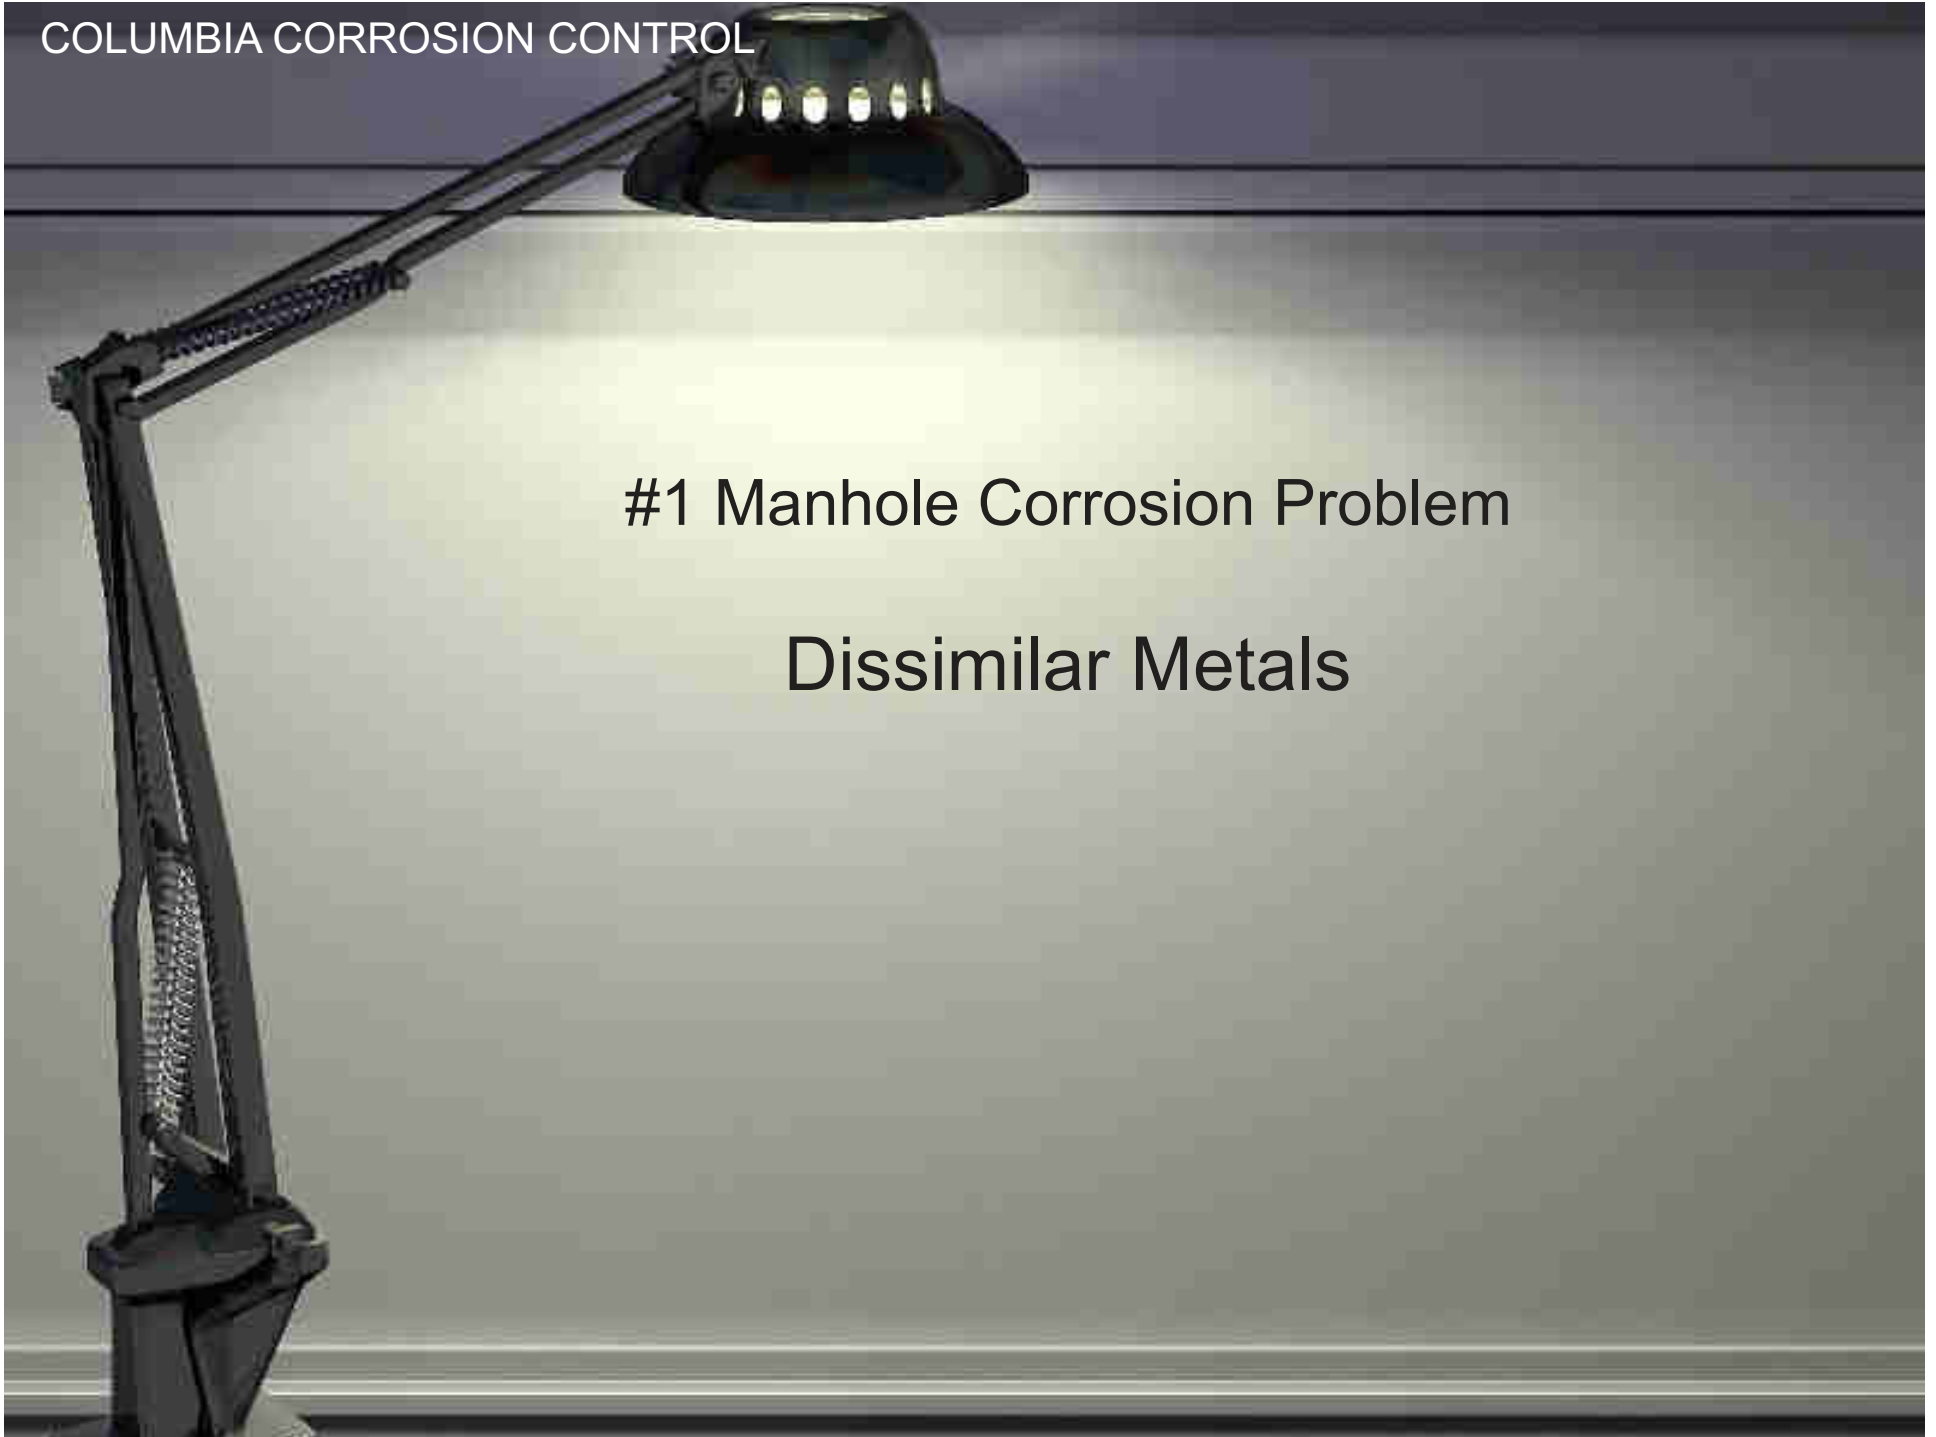 COLUMBIA CORROSION CONTROL
#1 Manhole Corrosion Problem
Dissimilar Metals